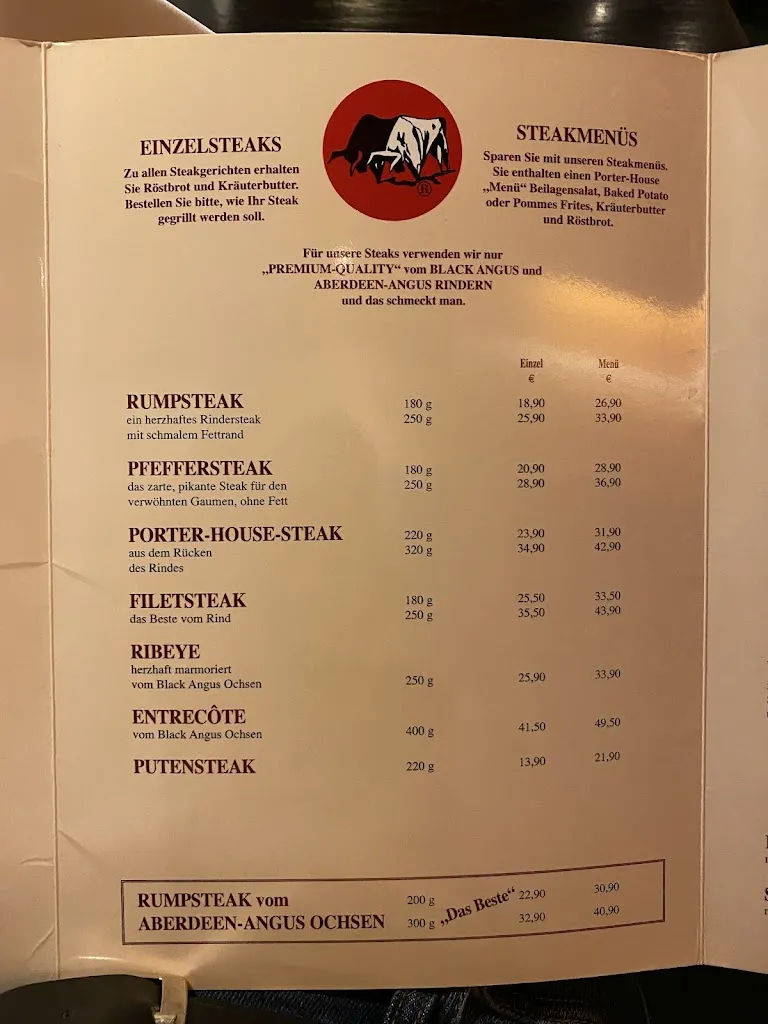 EINZELSTEAKS
Zu allen Steakgerichten erhalten
Sie Röstbrot und Kräuterbutter.
Bestellen Sie bitte, wie Ihr Steak
gegrillt werden soll.
®
STEAKMENÜS
Sparen Sie mit unseren Steakmenüs.
Sie enthalten einen Porter-House
„Menü" Beilagensalat, Baked Potato
oder Pommes Frites, Kräuterbutter
und Röstbrot.
Für unsere Steaks verwenden wir nur
„PREMIUM-QUALITY" vom BLACK ANGUS und
ABERDEEN-ANGUS RINDERN
und das schmeckt man.
Einzel Menü
€ €
RUMPSTEAK 180 g 18,90 26,90
ein herzhaftes Rindersteak 250 g 25,90 33,90
mit schmalem Fettrand
PFEFFERSTEAK 180 g 20,90 28,90
das zarte, pikante Steak für den 250 g 28,90 36,90
verwöhnten Gaumen, ohne Fett
PORTER-HOUSE-STEAK 220 g 23,90 31,90
aus dem Rücken 320 g 34,90 42,90
des Rindes
FILETSTEAK 180 g 25,50 33,50
das Beste vom Rind 250 g 35,50 43,90
RIBEYE
herzhaft marmoriert
vom Black Angus Ochsen 250 g 25,90 33,90
ENTRECÔTE
vom Black Angus Ochsen 400 g 41,50 49,50
PUTENSTEAK 220 g 13,90 21,90
RUMPSTEAK vom 200 g „Das Beste" 22,90 30,90
ABERDEEN-ANGUS OCHSEN 300 g 32,90 40,90